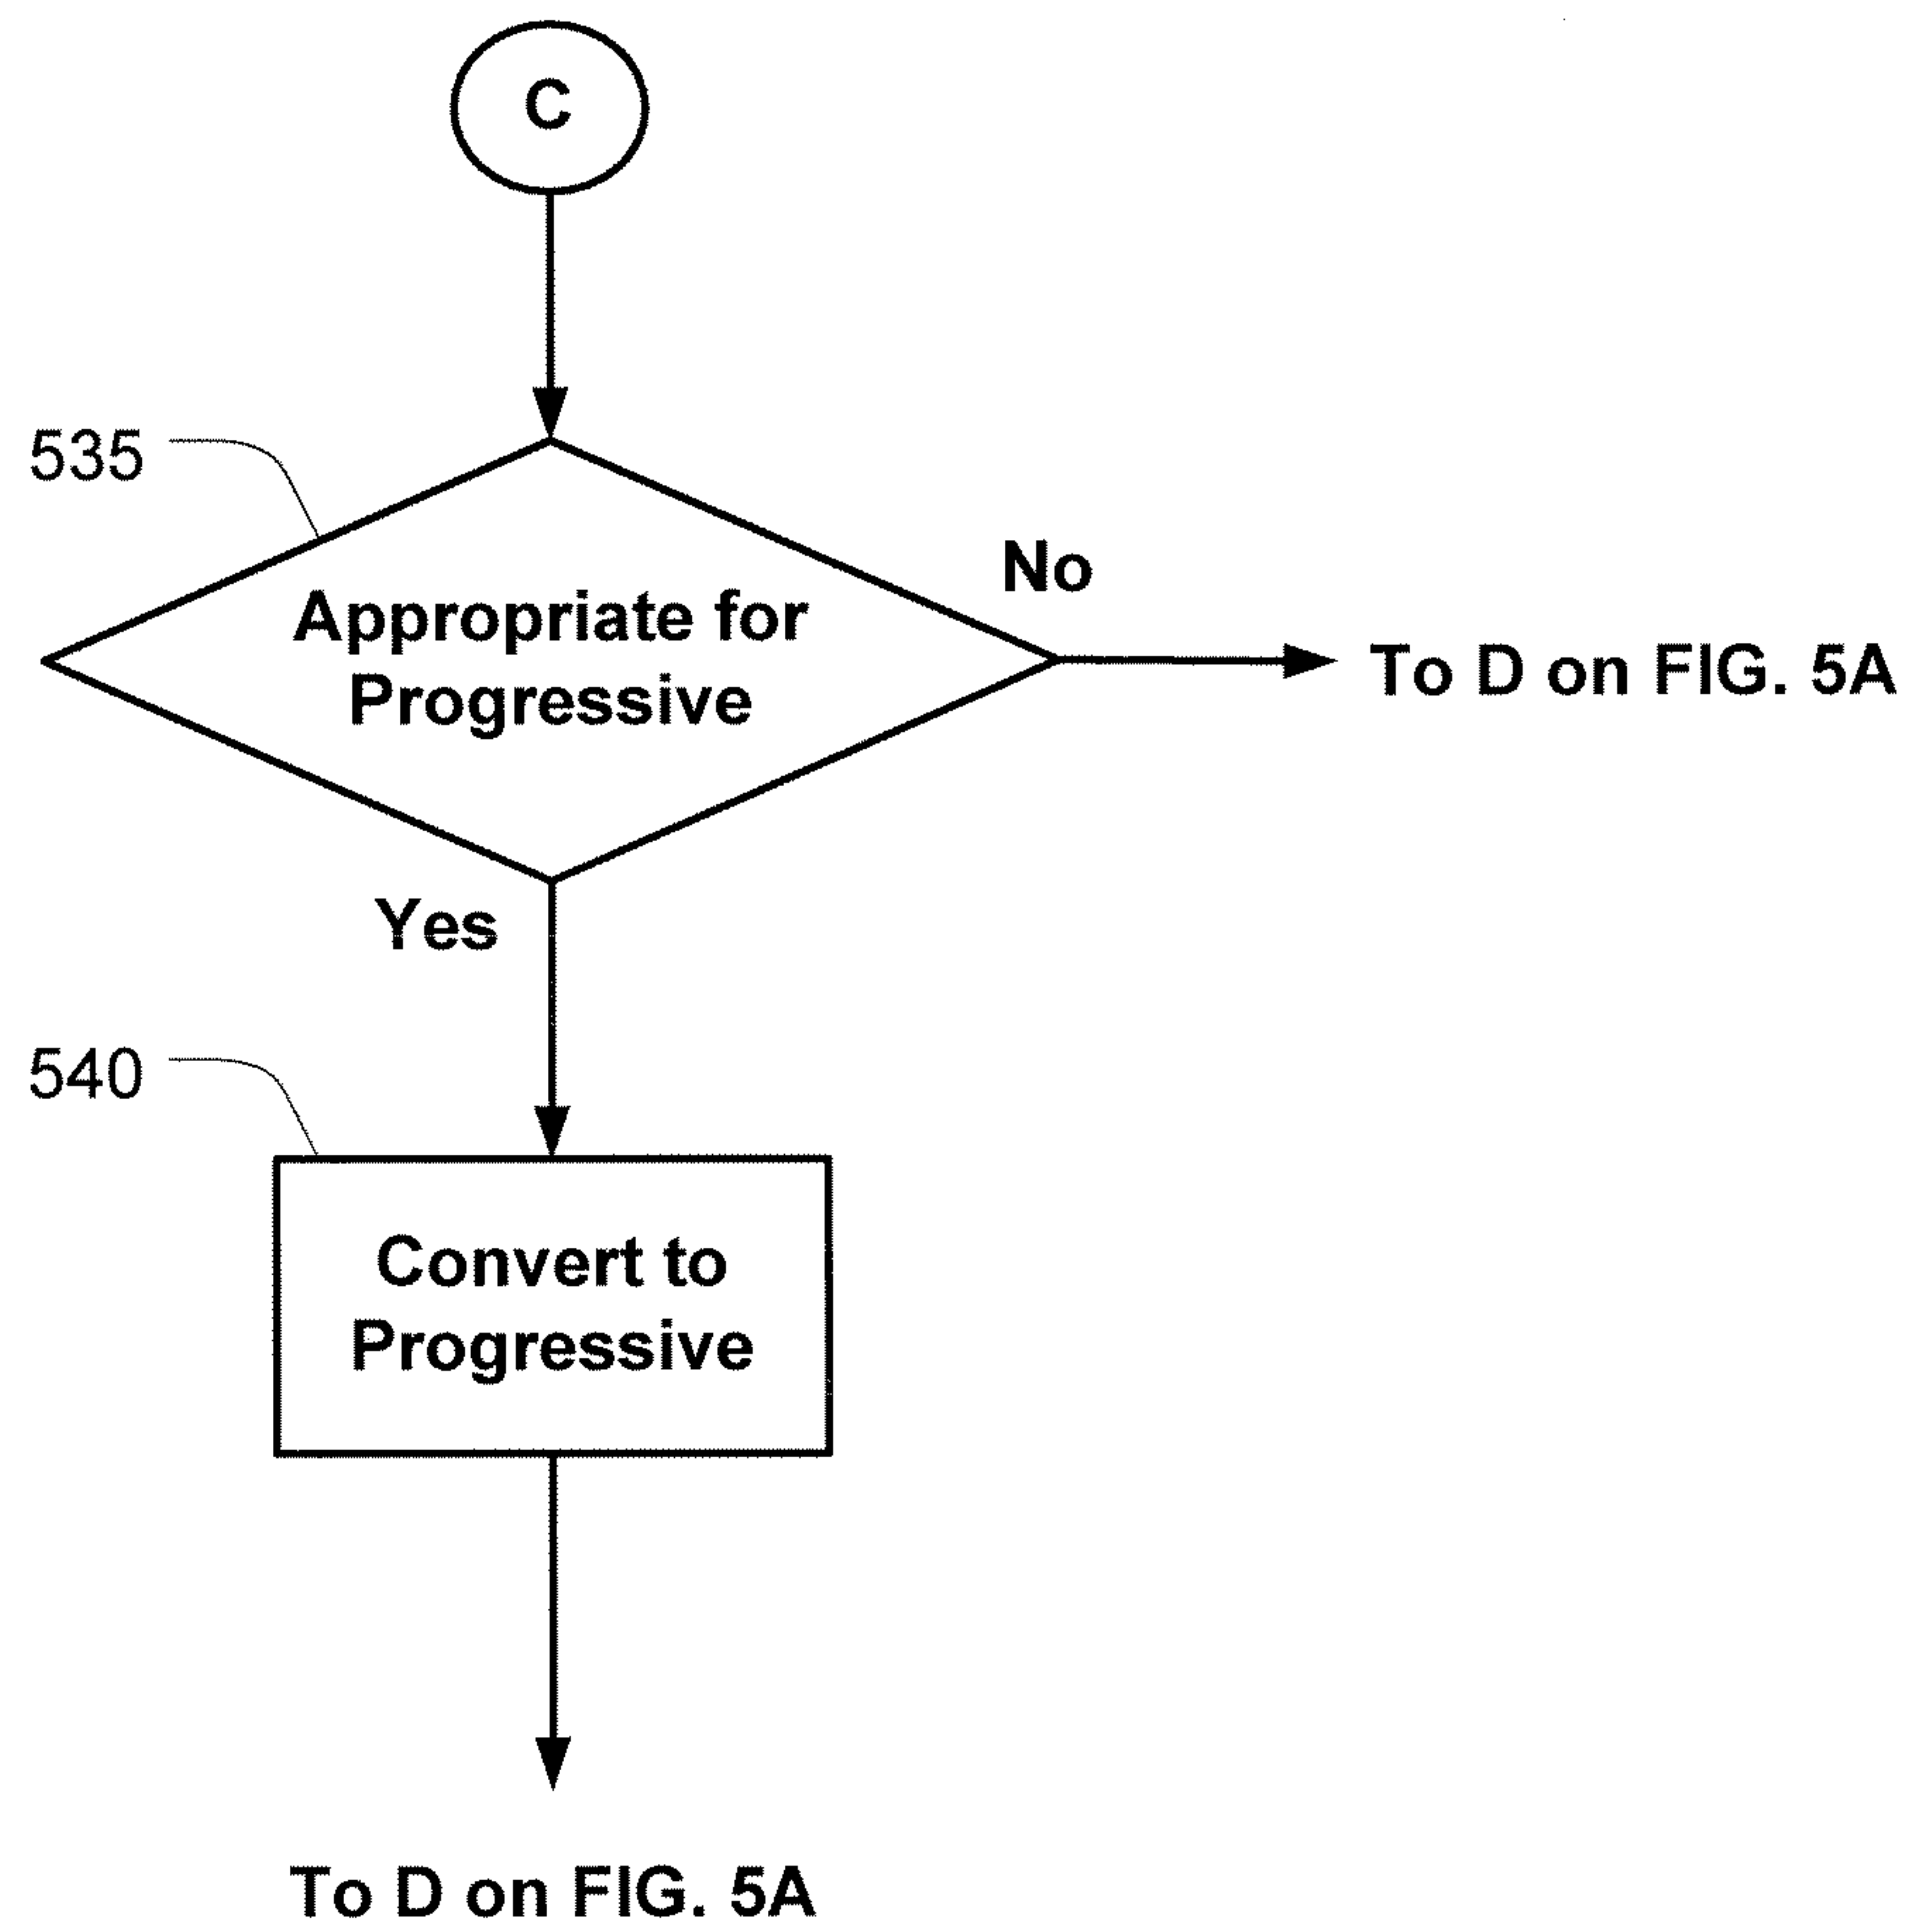 C
535
Appropriate for
Progressive
No
To D on FIG. 5A
Yes
540
Convert to
Progressive
To D on FIG. 5A